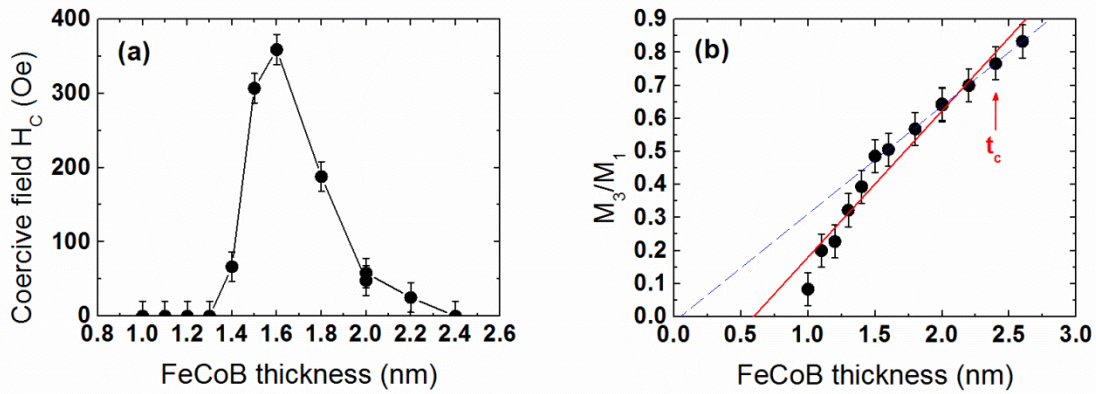 (a)
Coercive field H_C (Oe)
400
300
200
100
0
0.8 1.0 1.2 1.4 1.6 1.8 2.0 2.2 2.4 2.6
FeCoB thickness (nm)
(b)
M_3/M_1
0.9
0.8
0.7
0.6
0.5
0.4
0.3
0.2
0.1
0.0
t_c
0.0 0.5 1.0 1.5 2.0 2.5 3.0
FeCoB thickness (nm)